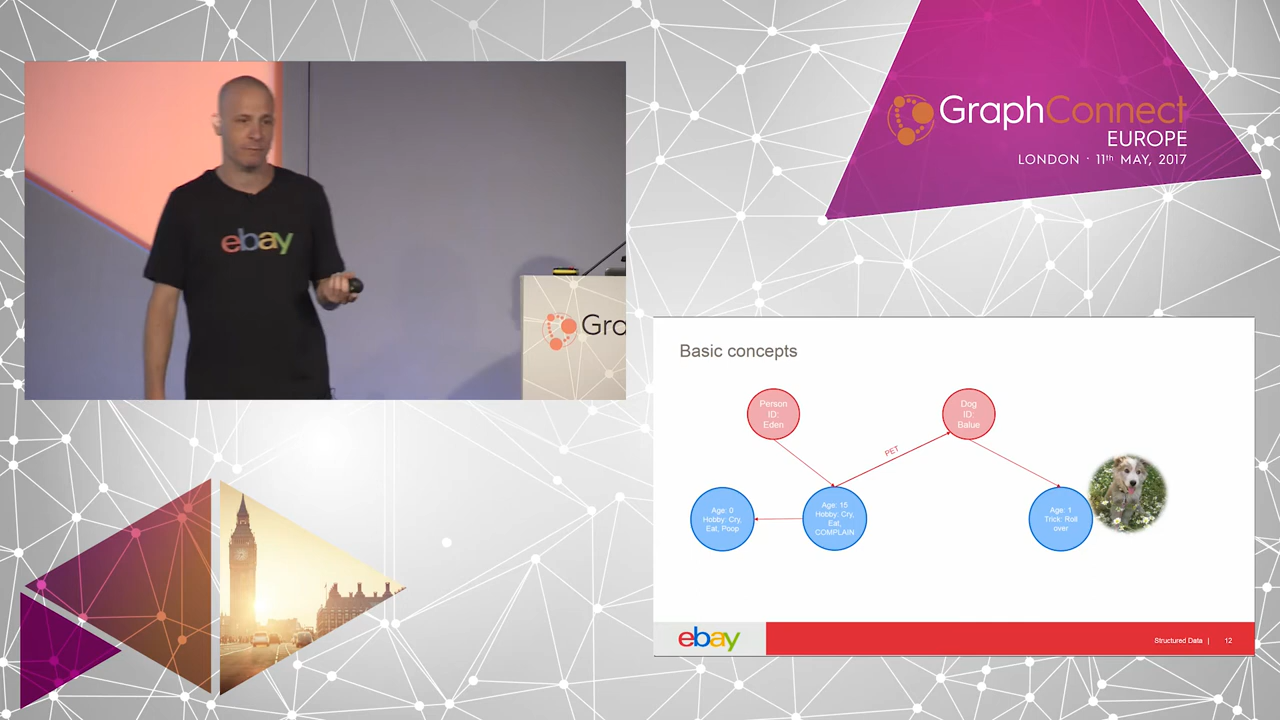 ebay
Gro
GraphConnect
EUROPE
LONDON · 11th MAY, 2017
Basic concepts
Person
ID:
Eden
Dog
ID:
Balue
PET
Age: 0
Hobby: Cry,
Eat, Poop
Age: 15
Hobby: Cry,
Eat,
COMPLAIN
Age: 1
Trick: Roll
over
ebay
Structured Data | 12